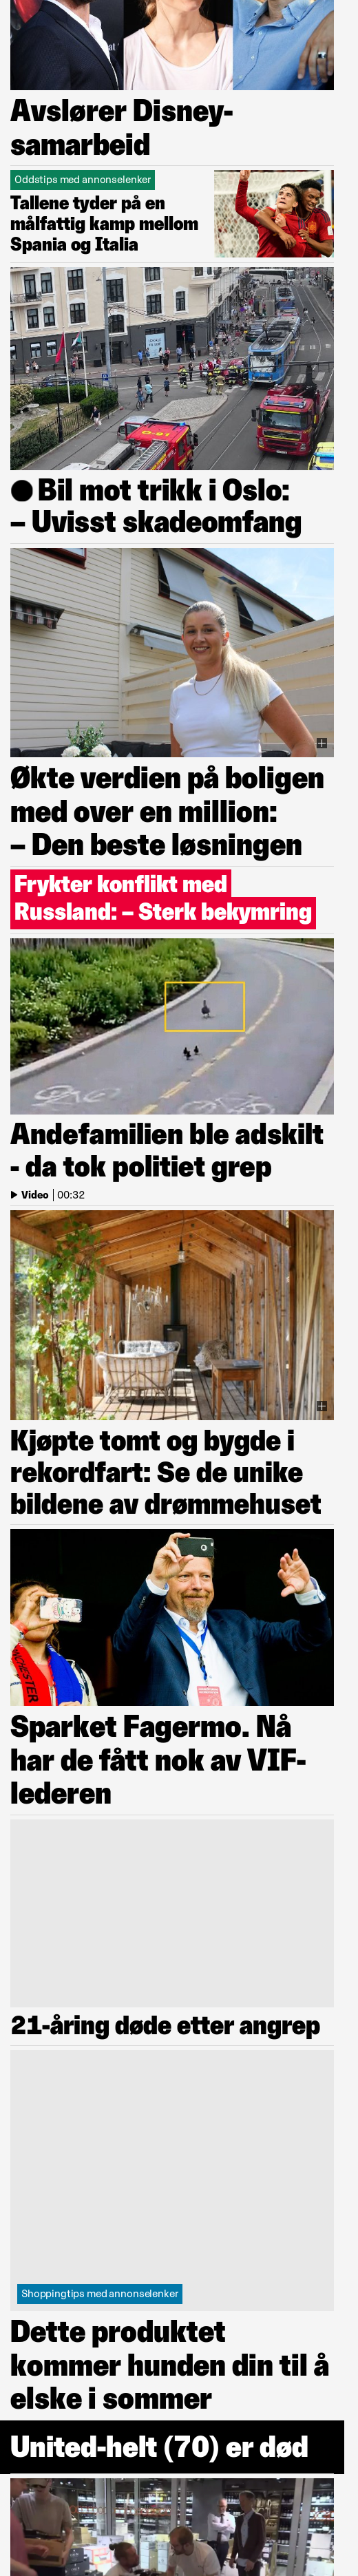 Avslører Disney-
samarbeid
Oddstips med annonselenker
Tallene tyder på en
målfattig kamp mellom
Spania og Italia
Bil mot trikk i Oslo:
– Uvisst skadeomfang
Økte verdien på boligen
med over en million:
– Den beste løsningen
Frykter konflikt med
Russland: – Sterk bekymring
Andefamilien ble adskilt
- da tok politiet grep
Video | 00:32
Kjøpte tomt og bygde i
rekordfart: Se de unike
bildene av drømmehuset
Sparket Fagermo. Nå
har de fått nok av VIF-
lederen
21-åring døde etter angrep
Shoppingtips med annonselenker
Dette produktet
kommer hunden din til å
elske i sommer
United-helt (70) er død